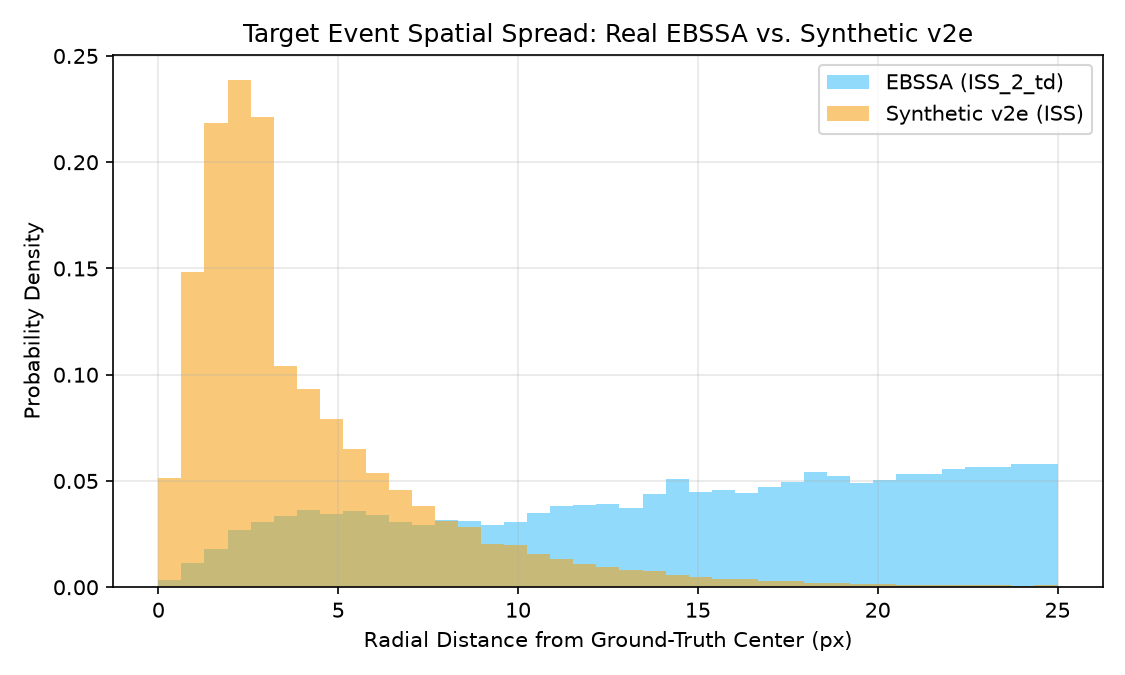 Target Event Spatial Spread: Real EBSSA vs. Synthetic v2e
EBSSA (ISS_2_td)
Synthetic v2e (ISS)
Probability Density
0.25
0.20
0.15
0.10
0.05
0.00
0
5
10
15
20
25
Radial Distance from Ground-Truth Center (px)